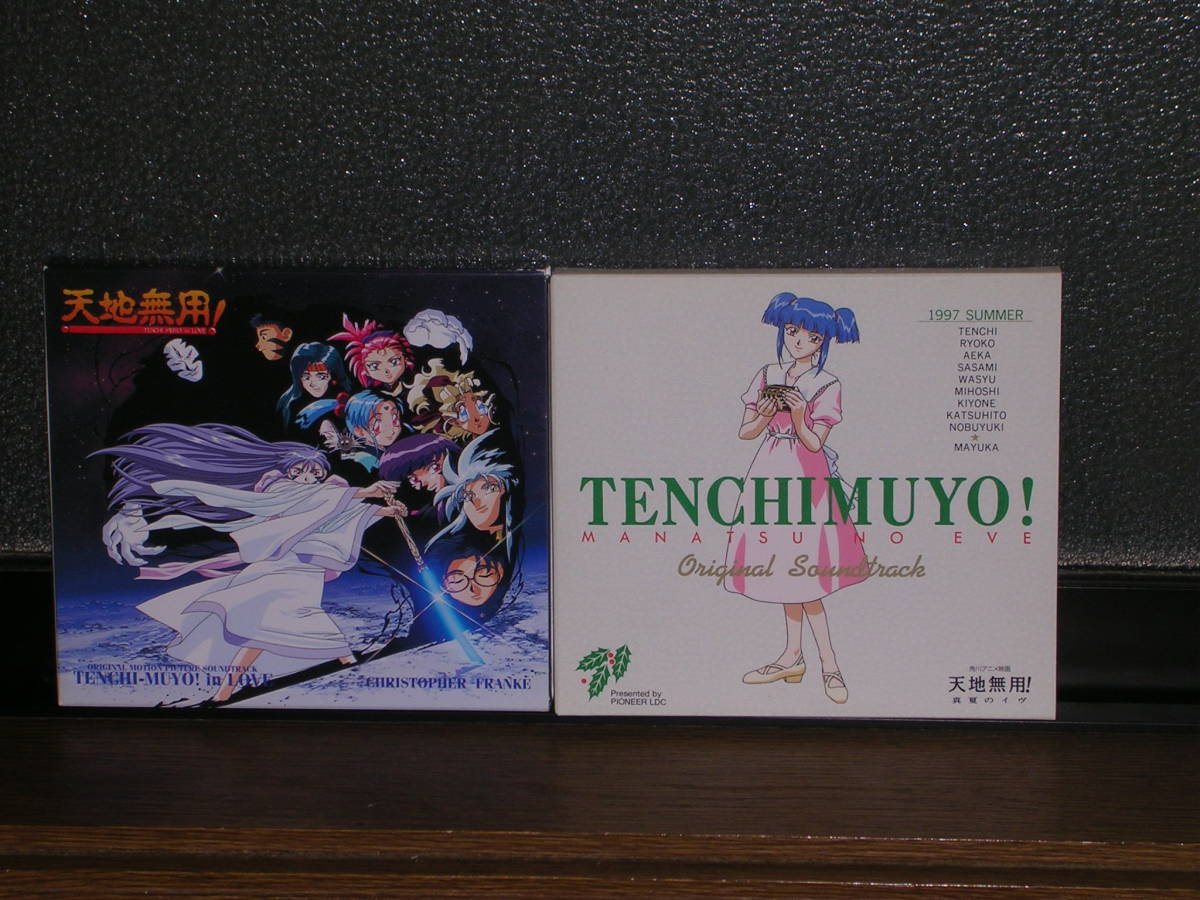 天地無用!
TENCHI MUYO! in LOVE
ORIGINAL MOTION PICTURE SOUNDTRACK
TENCHI-MUYO! in LOVE
CHRISTOPHER FRANKE
1997 SUMMER
TENCHI
RYOKO
AEKA
SASAMI
WASYU
MIHOSHI
KIYONE
KATSUHITO
NOBUYUKI
★
MAYUKA
TENCHIMUYO!
MANATSU NO EVE
Original Soundtrack
Presented by
PIONEER LDC
角川アニメ映画
天地無用!
真夏のイヴ